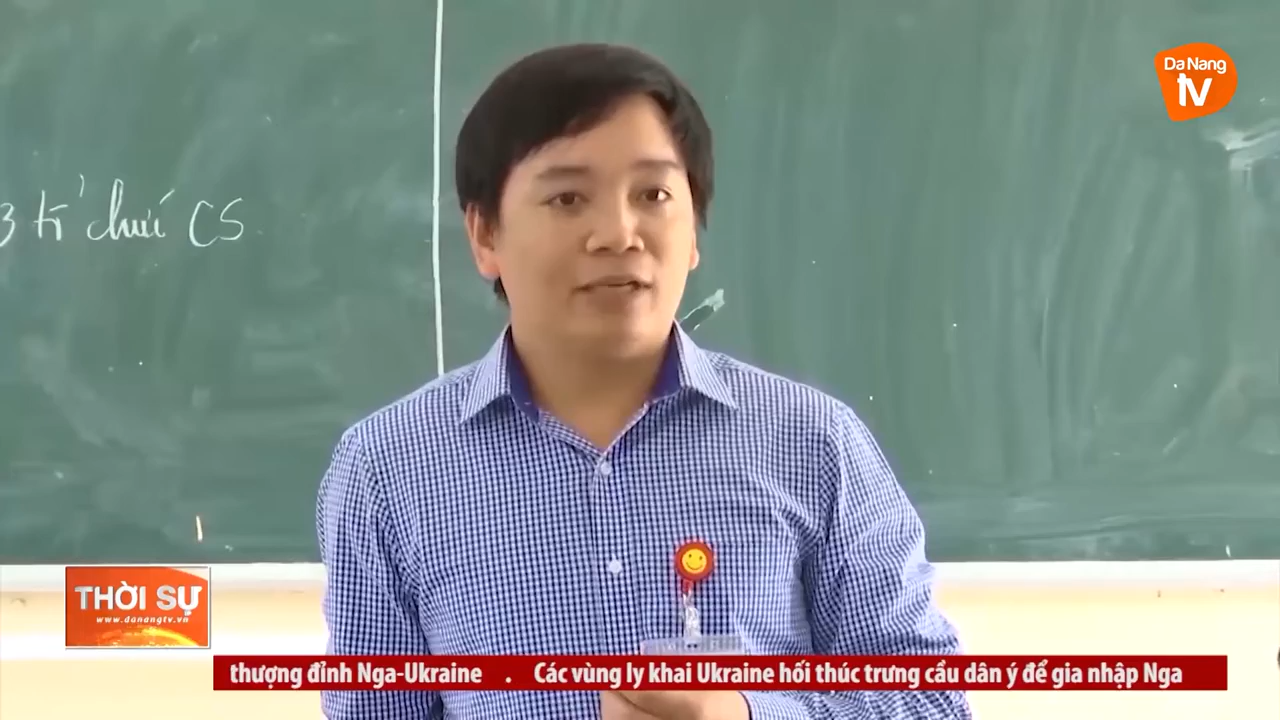 Da Nang
tv
3 tổ chức CS
THỜI SỰ
www.danangtv.vn
thượng đỉnh Nga-Ukraine . Các vùng ly khai Ukraine hối thúc trưng cầu dân ý để gia nhập Nga